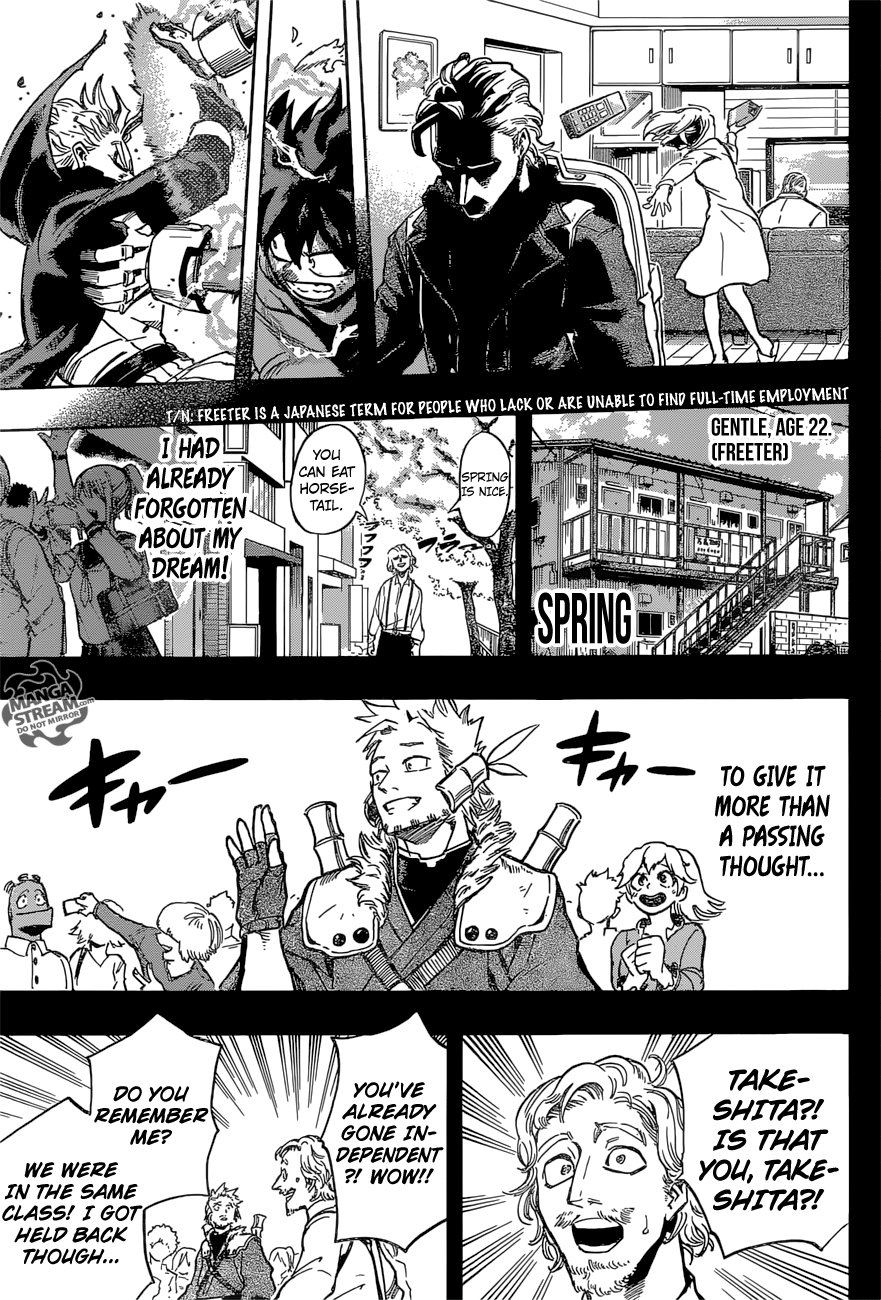 T/N: FREETER IS A JAPANESE TERM FOR PEOPLE WHO LACK OR ARE UNABLE TO FIND FULL-TIME EMPLOYMENT
GENTLE, AGE 22.
(FREETER)
SPRING
SPRING
IS NICE.
YOU
CAN EAT
HORSE-
TAIL.
I HAD
ALREADY
FORGOTTEN
ABOUT MY
DREAM!
キャー
キャー
TO GIVE IT
MORE THAN
A PASSING
THOUGHT...
MANGA
STREAM.com
DO NOT MIRROR
TAKE-
SHITA?!
IS THAT
YOU, TAKE-
SHITA?!
YOU'VE
ALREADY
GONE IN-
DEPENDENT
?! WOW!!
DO YOU
REMEMBER
ME?
WE WERE
IN THE SAME
CLASS! I GOT
HELD BACK
THOUGH...